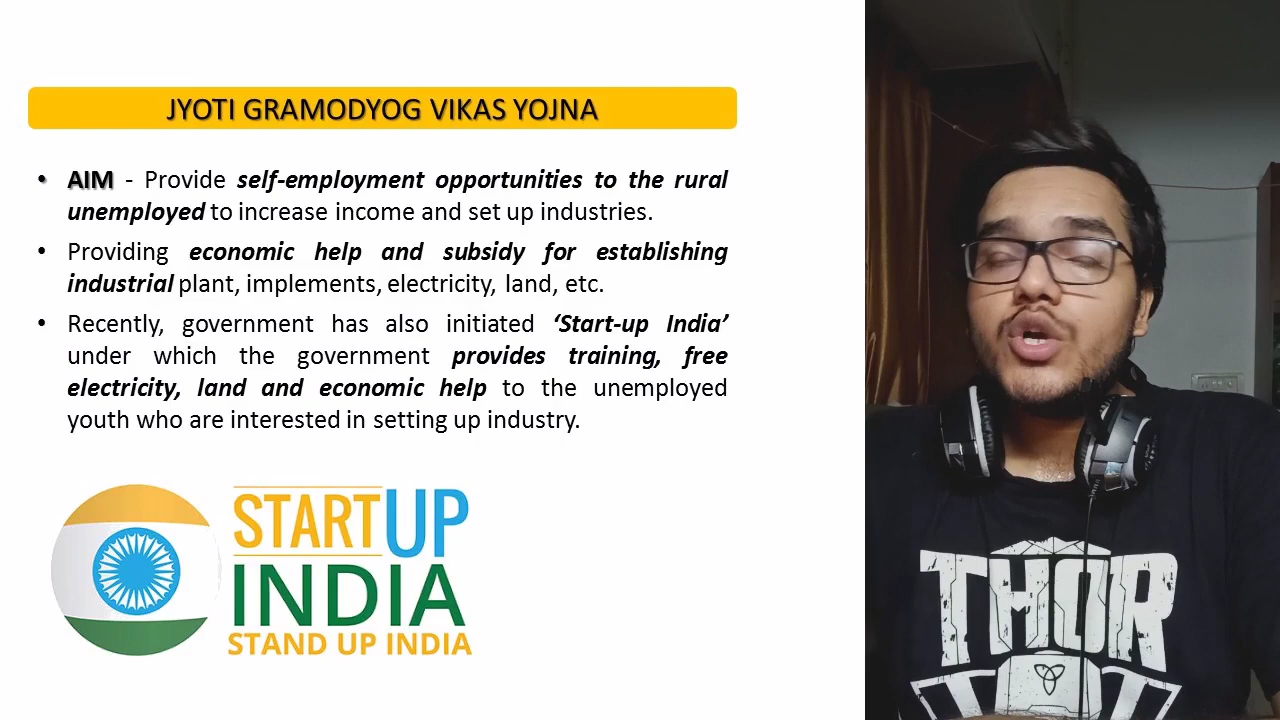 JYOTI GRAMODYOG VIKAS YOJNA
• AIM - Provide self-employment opportunities to the rural
unemployed to increase income and set up industries.
• Providing economic help and subsidy for establishing
industrial plant, implements, electricity, land, etc.
• Recently, government has also initiated ‘Start-up India’
under which the government provides training, free
electricity, land and economic help to the unemployed
youth who are interested in setting up industry.
STARTUP
INDIA
STAND UP INDIA
THOR